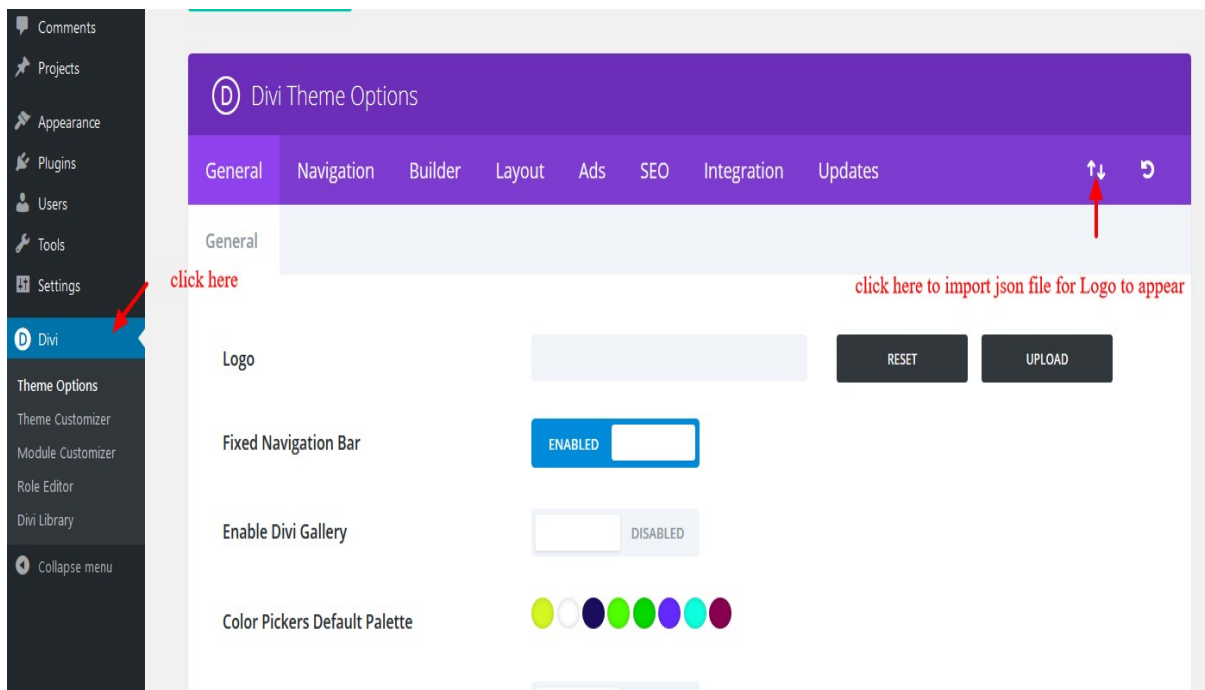 Comments
Projects
Appearance
Plugins
Users
Tools
Settings
Divi
Theme Options
Theme Customizer
Module Customizer
Role Editor
Divi Library
Collapse menu
click here
D Divi Theme Options
General Navigation Builder Layout Ads SEO Integration Updates
General
click here to import json file for Logo to appear
Logo RESET UPLOAD
Fixed Navigation Bar ENABLED
Enable Divi Gallery DISABLED
Color Pickers Default Palette